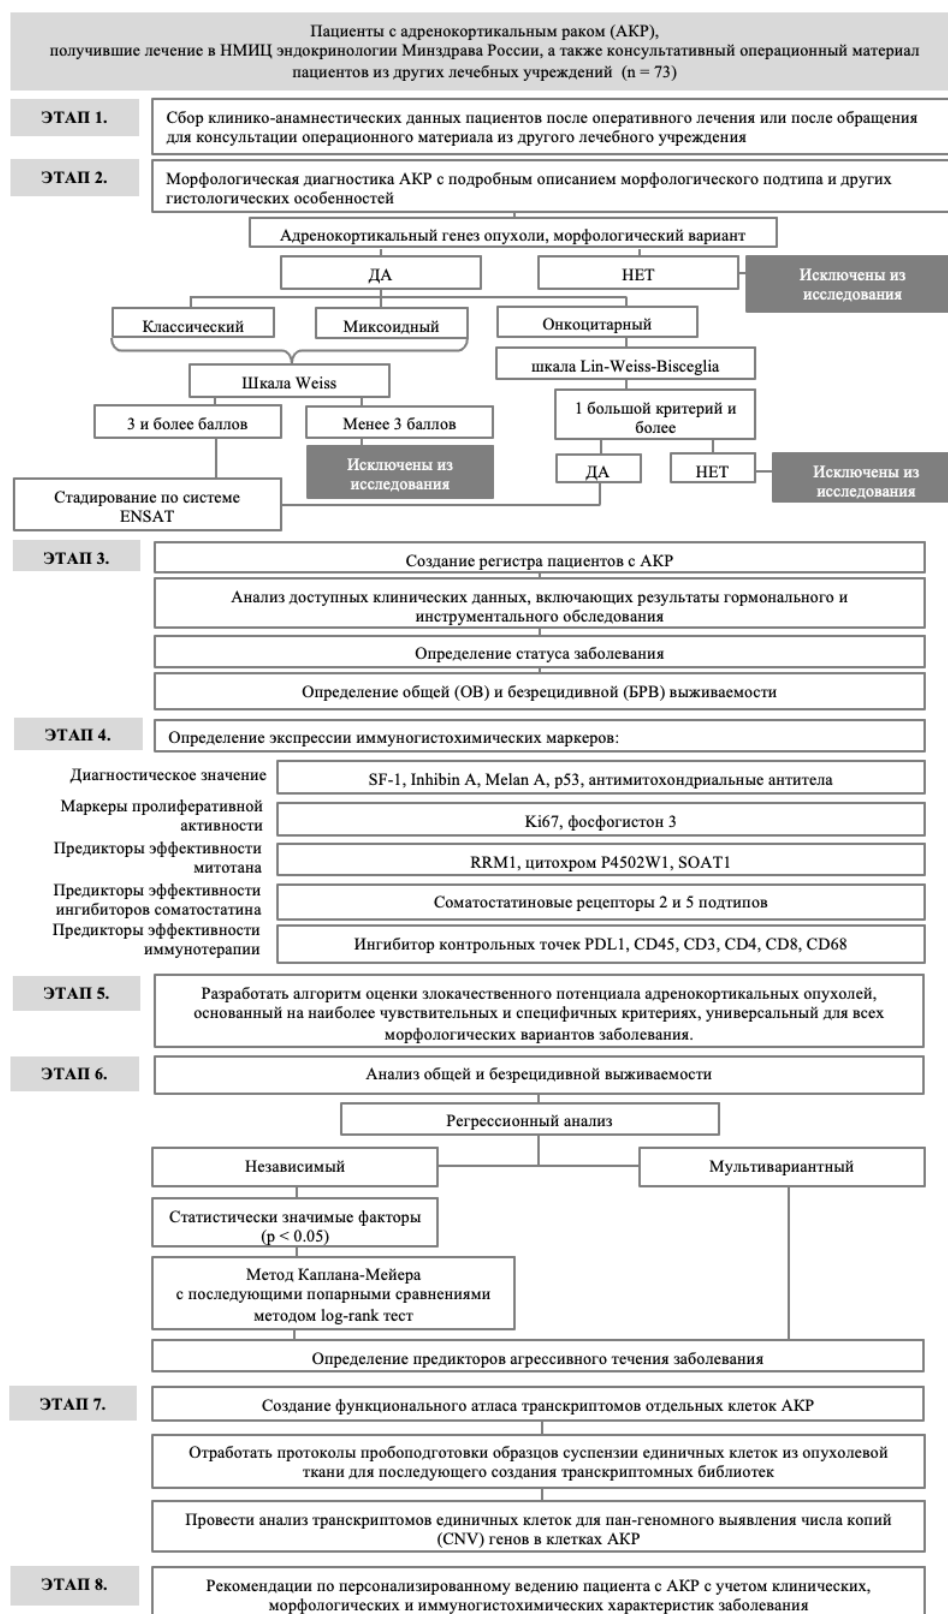 Пациенты с адренокортикальным раком (АКР),
получившие лечение в НМИЦ эндокринологии Минздрава России, а также консультативный операционный материал
пациентов из других лечебных учреждений (n = 73)
ЭТАП 1.
Сбор клинико-анамнестических данных пациентов после оперативного лечения или после обращения
для консультации операционного материала из другого лечебного учреждения
ЭТАП 2.
Морфологическая диагностика АКР с подробным описанием морфологического подтипа и других
гистологических особенностей
Адренокортикальный генез опухоли, морфологический вариант
ДА
НЕТ
Исключены из
исследования
Классический
Миксоидный
Онкоцитарный
Шкала Weiss
шкала Lin-Weiss-Bisceglia
3 и более баллов
Менее 3 баллов
1 большой критерий и
более
Исключены из
исследования
ДА
НЕТ
Исключены из
исследования
Стадирование по системе
ENSAT
ЭТАП 3.
Создание регистра пациентов с АКР
Анализ доступных клинических данных, включающих результаты гормонального и
инструментального обследования
Определение статуса заболевания
Определение общей (ОВ) и безрецидивной (БРВ) выживаемости
ЭТАП 4.
Определение экспрессии иммуногистохимических маркеров:
Диагностическое значение
SF-1, Inhibin A, Melan A, p53, антимитохондриальные антитела
Маркеры пролиферативной
активности
Ki67, фосфогистон 3
Предикторы эффективности
митотана
RRM1, цитохром P4502W1, SOAT1
Предикторы эффективности
ингибиторов соматостатина
Соматостатиновые рецепторы 2 и 5 подтипов
Предикторы эффективности
иммунотерапии
Ингибитор контрольных точек PDL1, CD45, CD3, CD4, CD8, CD68
ЭТАП 5.
Разработать алгоритм оценки злокачественного потенциала адренокортикальных опухолей,
основанный на наиболее чувствительных и специфичных критериях, универсальный для всех
морфологических вариантов заболевания.
ЭТАП 6.
Анализ общей и безрецидивной выживаемости
Регрессионный анализ
Независимый
Мультивариантный
Статистически значимые факторы
(p < 0.05)
Метод Каплана-Мейера
с последующими попарными сравнениями
методом log-rank тест
Определение предикторов агрессивного течения заболевания
ЭТАП 7.
Создание функционального атласа транскриптомов отдельных клеток АКР
Отработать протоколы пробоподготовки образцов суспензии единичных клеток из опухолевой
ткани для последующего создания транскриптомных библиотек
Провести анализ транскриптомов единичных клеток для пан-геномного выявления числа копий
(CNV) генов в клетках АКР
ЭТАП 8.
Рекомендации по персонализированному ведению пациента с АКР с учетом клинических,
морфологических и иммуногистохимических характеристик заболевания